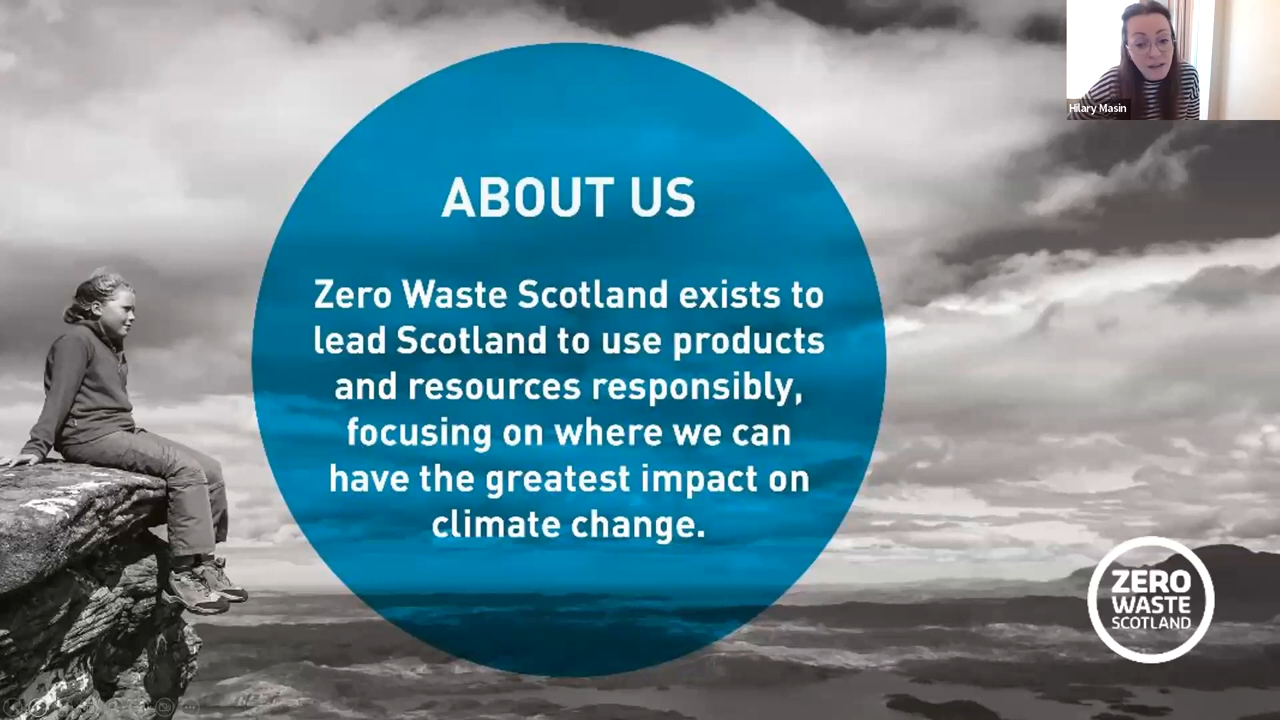 Hilary Masin
ABOUT US
Zero Waste Scotland exists to
lead Scotland to use products
and resources responsibly,
focusing on where we can
have the greatest impact on
climate change.
ZERO
WASTE
SCOTLAND